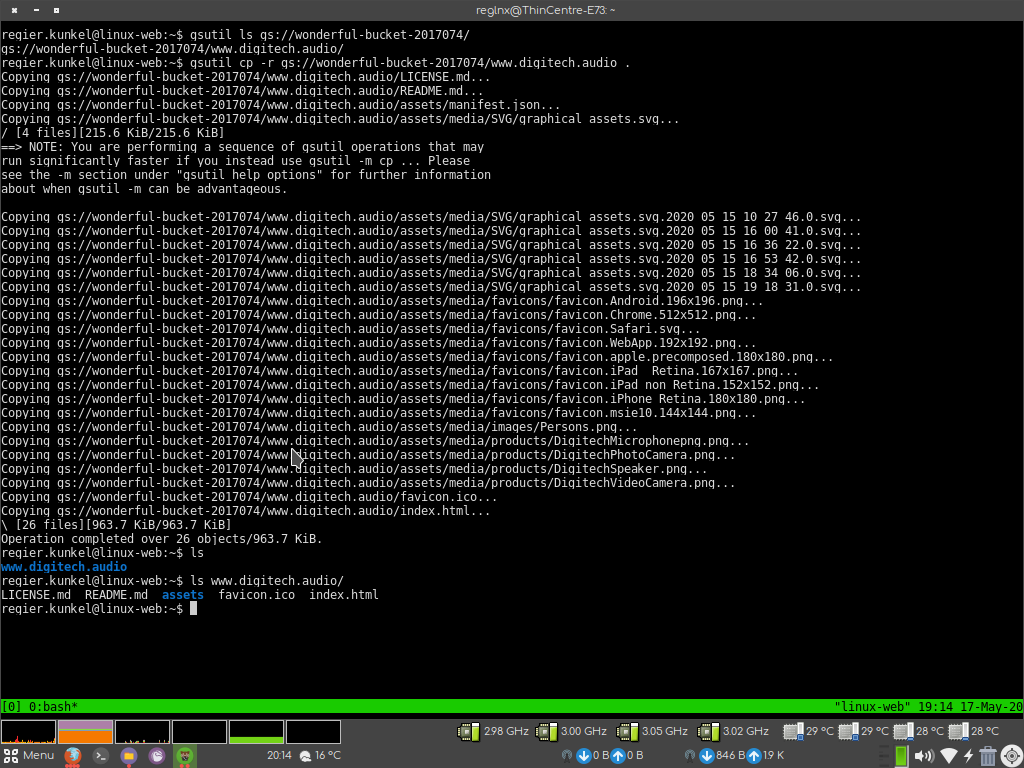 reglnx@ThinCentre-E73: ~
regier.kunkel@linux-web:~$ gsutil ls gs://wonderful-bucket-2017074/
gs://wonderful-bucket-2017074/www.digitech.audio/
regier.kunkel@linux-web:~$ gsutil cp -r gs://wonderful-bucket-2017074/www.digitech.audio .
Copying gs://wonderful-bucket-2017074/www.digitech.audio/LICENSE.md...
Copying gs://wonderful-bucket-2017074/www.digitech.audio/README.md...
Copying gs://wonderful-bucket-2017074/www.digitech.audio/assets/manifest.json...
Copying gs://wonderful-bucket-2017074/www.digitech.audio/assets/media/SVG/graphical assets.svg...
/ [4 files][215.6 KiB/215.6 KiB]
==> NOTE: You are performing a sequence of gsutil operations that may
run significantly faster if you instead use gsutil -m cp ... Please
see the -m section under "gsutil help options" for further information
about when gsutil -m can be advantageous.
Copying gs://wonderful-bucket-2017074/www.digitech.audio/assets/media/SVG/graphical assets.svg.2020 05 15 10 27 46.0.svg...
Copying gs://wonderful-bucket-2017074/www.digitech.audio/assets/media/SVG/graphical assets.svg.2020 05 15 16 00 41.0.svg...
Copying gs://wonderful-bucket-2017074/www.digitech.audio/assets/media/SVG/graphical assets.svg.2020 05 15 16 36 22.0.svg...
Copying gs://wonderful-bucket-2017074/www.digitech.audio/assets/media/SVG/graphical assets.svg.2020 05 15 16 53 42.0.svg...
Copying gs://wonderful-bucket-2017074/www.digitech.audio/assets/media/SVG/graphical assets.svg.2020 05 15 18 34 06.0.svg...
Copying gs://wonderful-bucket-2017074/www.digitech.audio/assets/media/SVG/graphical assets.svg.2020 05 15 19 18 31.0.svg...
Copying gs://wonderful-bucket-2017074/www.digitech.audio/assets/media/favicons/favicon.Android.196x196.png...
Copying gs://wonderful-bucket-2017074/www.digitech.audio/assets/media/favicons/favicon.Chrome.512x512.png...
Copying gs://wonderful-bucket-2017074/www.digitech.audio/assets/media/favicons/favicon.Safari.svg...
Copying gs://wonderful-bucket-2017074/www.digitech.audio/assets/media/favicons/favicon.WebApp.192x192.png...
Copying gs://wonderful-bucket-2017074/www.digitech.audio/assets/media/favicons/favicon.apple.precomposed.180x180.png...
Copying gs://wonderful-bucket-2017074/www.digitech.audio/assets/media/favicons/favicon.iPad  Retina.167x167.png...
Copying gs://wonderful-bucket-2017074/www.digitech.audio/assets/media/favicons/favicon.iPad non Retina.152x152.png...
Copying gs://wonderful-bucket-2017074/www.digitech.audio/assets/media/favicons/favicon.iPhone Retina.180x180.png...
Copying gs://wonderful-bucket-2017074/www.digitech.audio/assets/media/favicons/favicon.msie10.144x144.png...
Copying gs://wonderful-bucket-2017074/www.digitech.audio/assets/media/images/Persons.png...
Copying gs://wonderful-bucket-2017074/www.digitech.audio/assets/media/products/DigitechMicrophonepng.png...
Copying gs://wonderful-bucket-2017074/www.digitech.audio/assets/media/products/DigitechPhotoCamera.png...
Copying gs://wonderful-bucket-2017074/www.digitech.audio/assets/media/products/DigitechSpeaker.png...
Copying gs://wonderful-bucket-2017074/www.digitech.audio/assets/media/products/DigitechVideoCamera.png...
Copying gs://wonderful-bucket-2017074/www.digitech.audio/favicon.ico...
Copying gs://wonderful-bucket-2017074/www.digitech.audio/index.html...
\ [26 files][963.7 KiB/963.7 KiB]
Operation completed over 26 objects/963.7 KiB.
regier.kunkel@linux-web:~$ ls
www.digitech.audio
regier.kunkel@linux-web:~$ ls www.digitech.audio/
LICENSE.md  README.md  assets  favicon.ico  index.html
regier.kunkel@linux-web:~$
[0] 0:bash* "linux-web" 19:14 17-May-20
2.98 GHz 3.00 GHz 3.05 GHz 3.02 GHz 29 °C 29 °C 28 °C 28 °C
Menu 20:14 16 °C 0 B 0 B 846 B 1.9 K